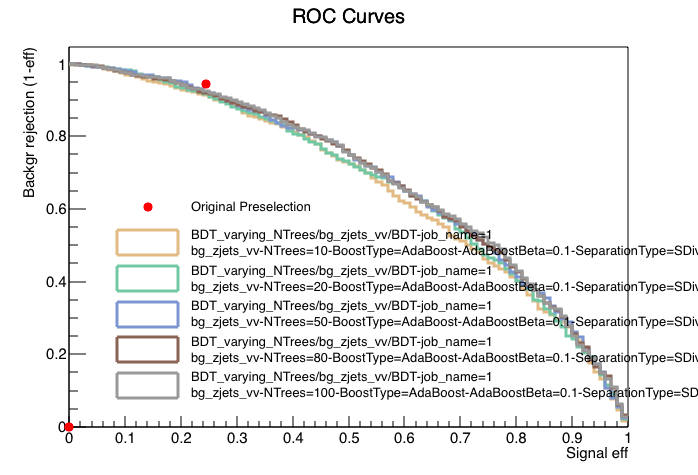 ROC Curves
Backgr rejection (1-eff)
1
0.8
0.6
0.4
0.2
0
Original Preselection
BDT_varying_NTrees/bg_zjets_vv/BDT-job_name=1
bg_zjets_vv-NTrees=10-BoostType=AdaBoost-AdaBoostBeta=0.1-SeparationType=SDiv
BDT_varying_NTrees/bg_zjets_vv/BDT-job_name=1
bg_zjets_vv-NTrees=20-BoostType=AdaBoost-AdaBoostBeta=0.1-SeparationType=SDiv
BDT_varying_NTrees/bg_zjets_vv/BDT-job_name=1
bg_zjets_vv-NTrees=50-BoostType=AdaBoost-AdaBoostBeta=0.1-SeparationType=SDiv
BDT_varying_NTrees/bg_zjets_vv/BDT-job_name=1
bg_zjets_vv-NTrees=80-BoostType=AdaBoost-AdaBoostBeta=0.1-SeparationType=SDiv
BDT_varying_NTrees/bg_zjets_vv/BDT-job_name=1
bg_zjets_vv-NTrees=100-BoostType=AdaBoost-AdaBoostBeta=0.1-SeparationType=SD
0 0.1 0.2 0.3 0.4 0.5 0.6 0.7 0.8 0.9 1
Signal eff